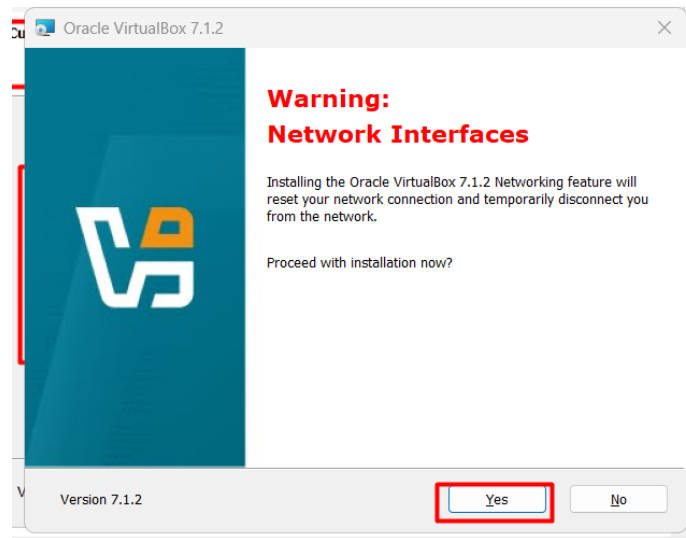 Cu
Oracle VirtualBox 7.1.2
Warning:
Network Interfaces
Installing the Oracle VirtualBox 7.1.2 Networking feature will
reset your network connection and temporarily disconnect you
from the network.
Proceed with installation now?
V
Version 7.1.2
Yes
No